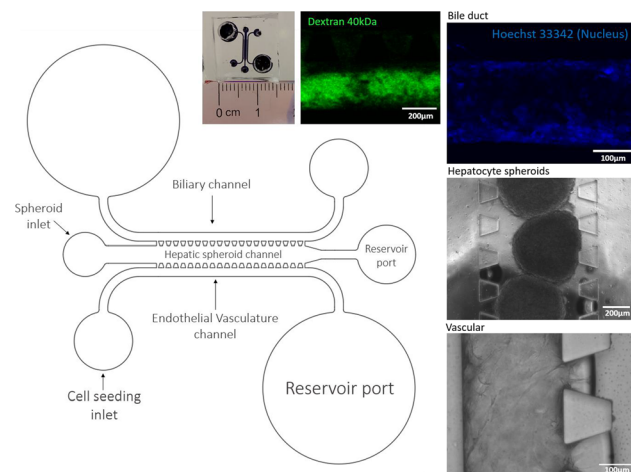 Bile duct
Dextran 40kDa
Hoechst 33342 (Nucleus)
0 cm 1
200µm
100µm
Hepatocyte spheroids
Biliary channel
Spheroid
inlet
Hepatic spheroid channel
Reservoir
port
200µm
Endothelial Vasculature
channel
Vascular
Reservoir port
Cell seeding
inlet
100µm